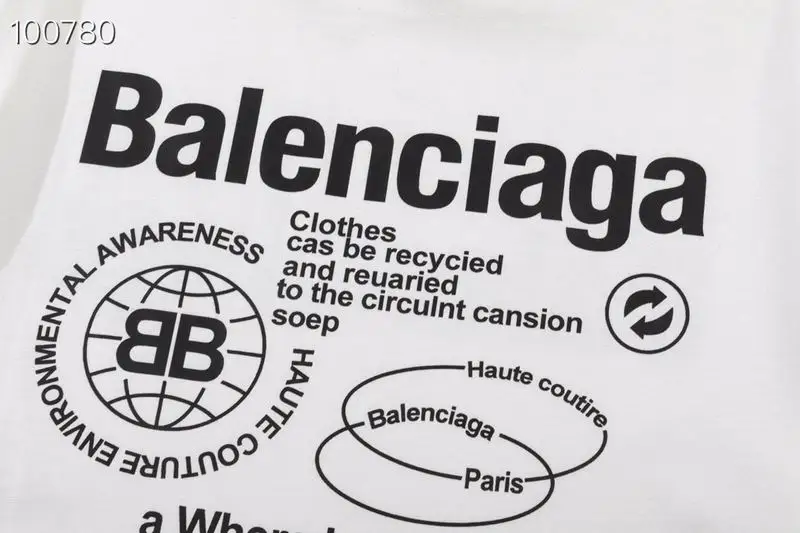 100780
Balenciaga
Clothes
cas be recycied
and reuaried
to the circulnt cansion
soep
ENVIRONMENTAL AWARENESS
HAUTE COUTURE
BB
Haute coutire
Balenciaga
Paris
a